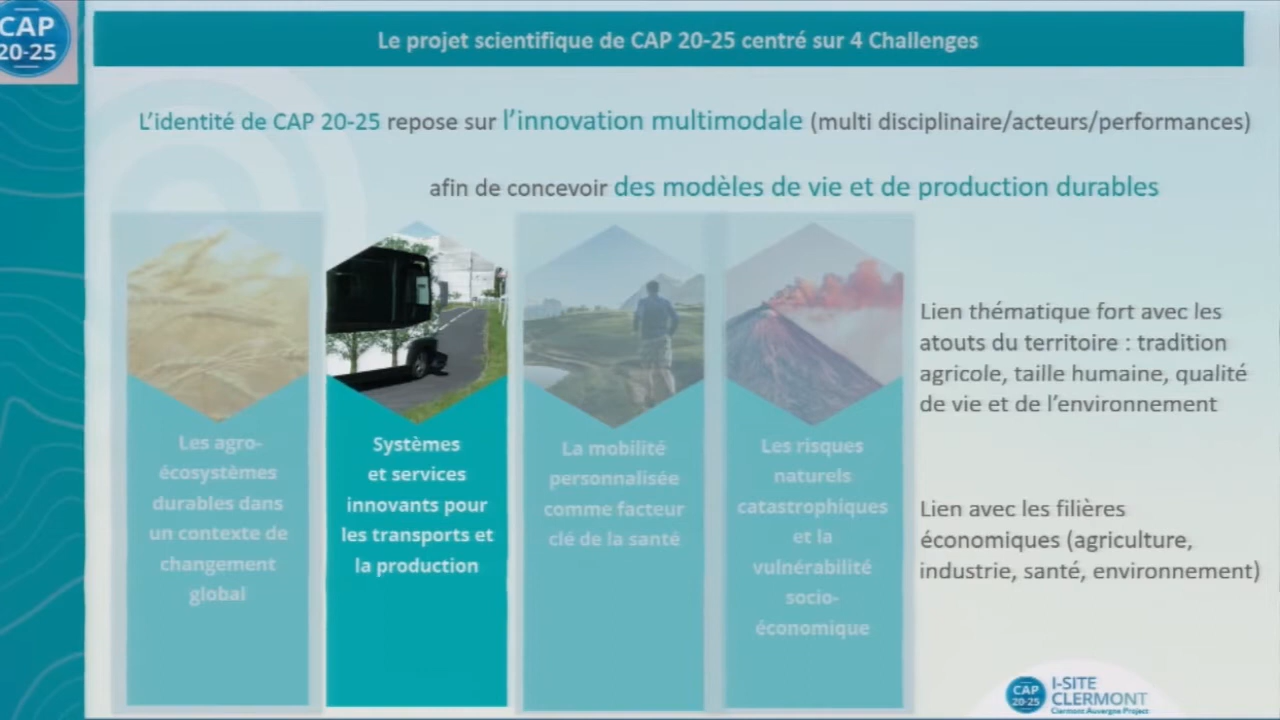 CAP
20-25
Le projet scientifique de CAP 20-25 centré sur 4 Challenges
L'identité de CAP 20-25 repose sur l'innovation multimodale (multi disciplinaire/acteurs/performances)
afin de concevoir des modèles de vie et de production durables
Les agro-
écosystèmes
durables dans
un contexte de
changement
global
Systèmes
et services
innovants pour
les transports et
la production
La mobilité
personnalisée
comme facteur
clé de la santé
Les risques
naturels
catastrophiques
et la
vulnérabilité
socio-
économique
Lien thématique fort avec les
atouts du territoire : tradition
agricole, taille humaine, qualité
de vie et de l'environnement
Lien avec les filières
économiques (agriculture,
industrie, santé, environnement)
CAP
20-25
I-SITE
CLERMONT
Clermont Auvergne Project